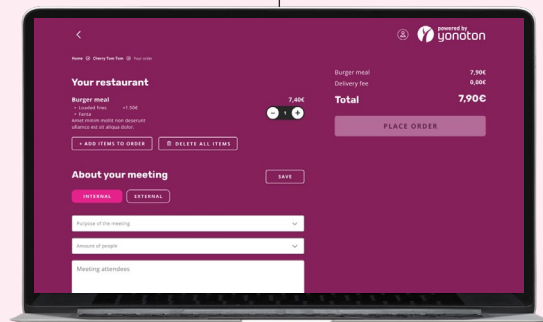 powered by
yonoton
Home Cherry Tom Tom Your order
Your restaurant
Burger meal 7,40€
• Loaded fries +1,50€
• Fanta
Amet minim mollit non deserunt
ullamco est sit aliqua dolor.
- 1 +
+ ADD ITEMS TO ORDER
DELETE ALL ITEMS
About your meeting
SAVE
INTERNAL
EXTERNAL
Purpose of the meeting
Amount of people
Meeting attendees
Burger meal 7,90€
Delivery fee 0,00€
Total 7,90€
PLACE ORDER